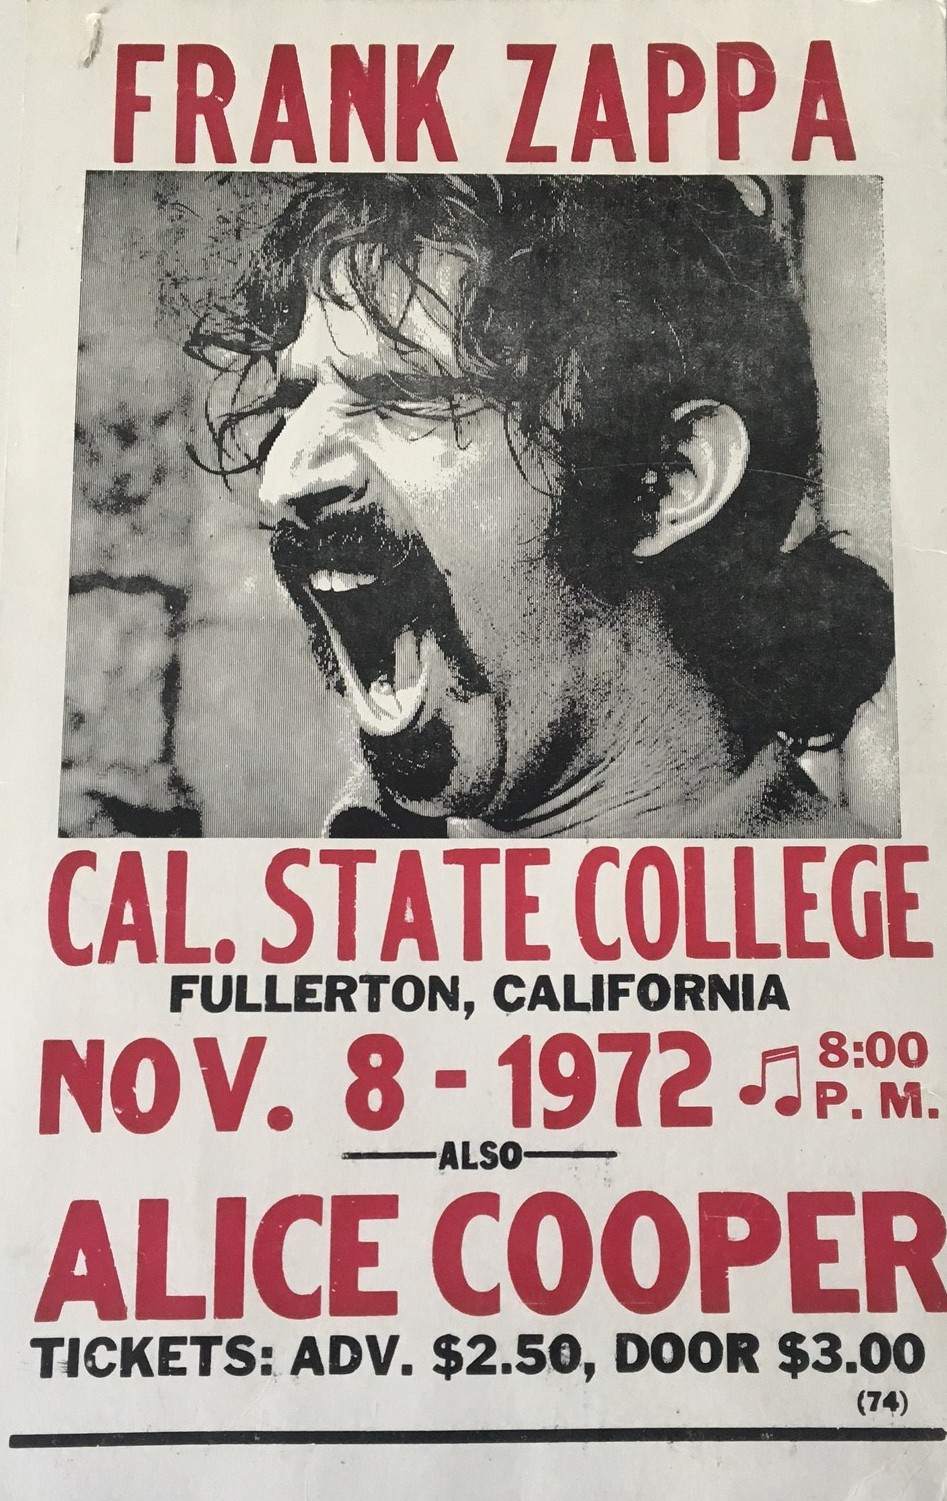 FRANK ZAPPA
CAL. STATE COLLEGE
FULLERTON, CALIFORNIA
NOV. 8 - 1972 8:00 P. M.
ALSO
ALICE COOPER
TICKETS: ADV. $2.50, DOOR $3.00
(74)